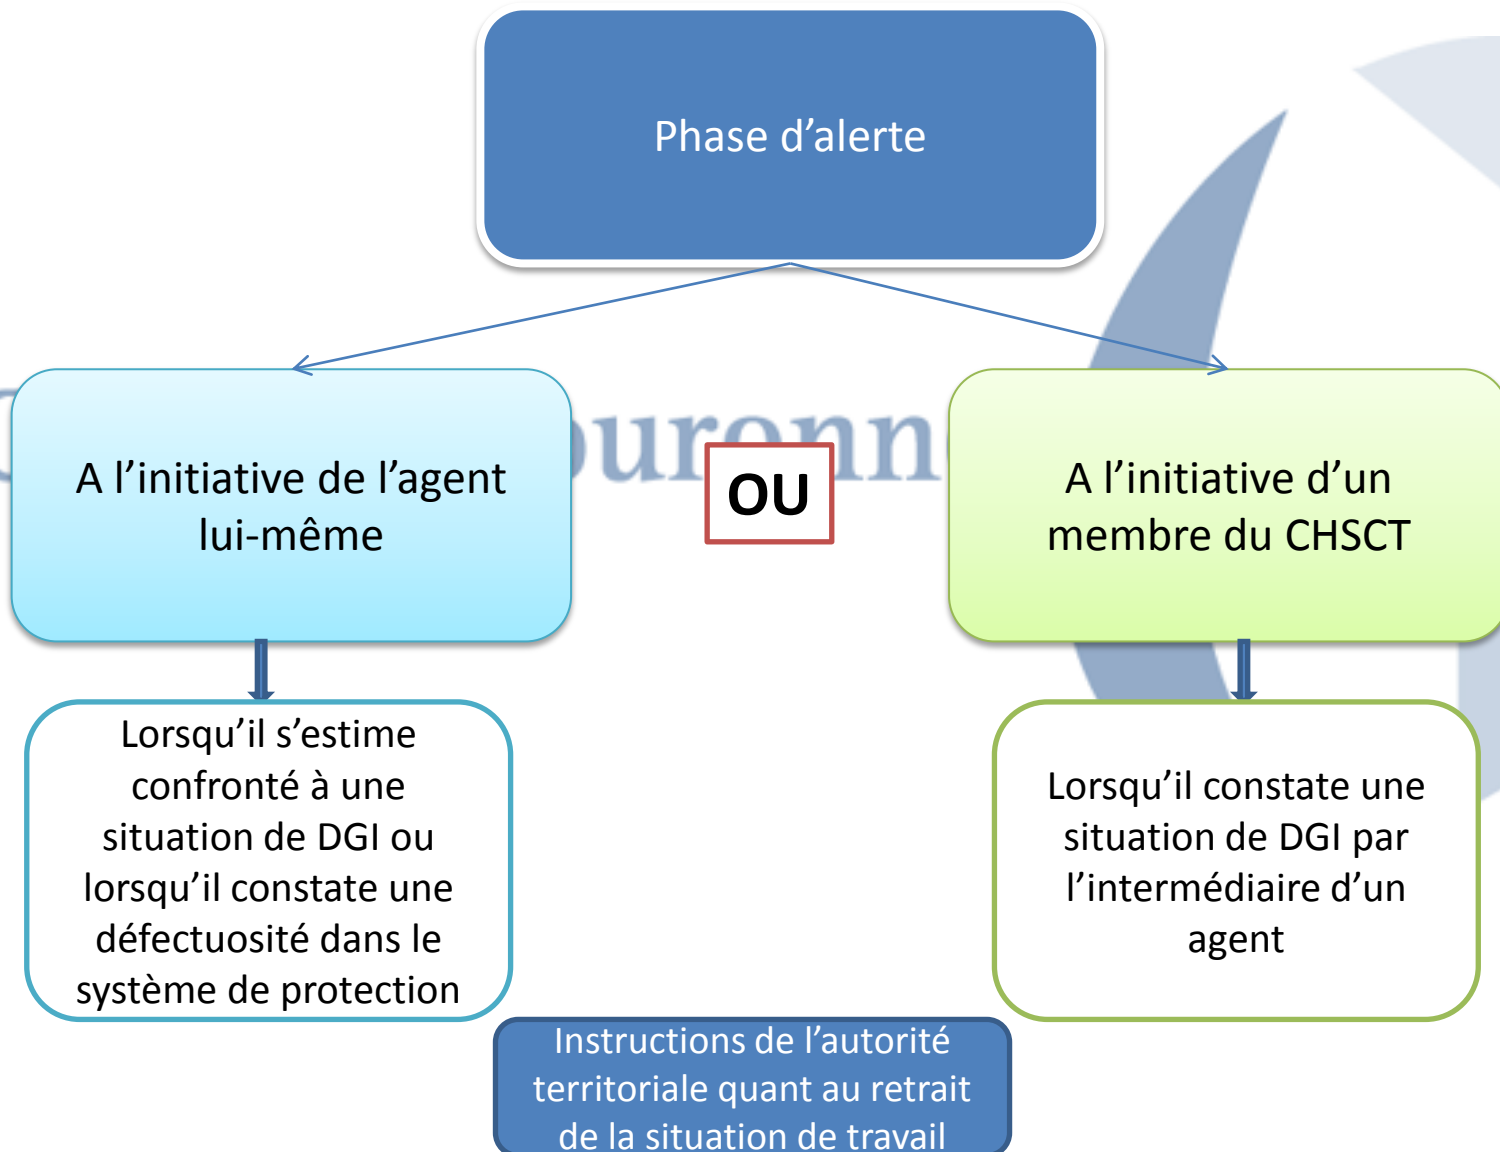 Phase d’alerte
A l’initiative de l’agent
lui-même
OU
A l’initiative d’un
membre du CHSCT
Lorsqu’il s’estime
confronté à une
situation de DGI ou
lorsqu’il constate une
défectuosité dans le
système de protection
Lorsqu’il constate une
situation de DGI par
l’intermédiaire d’un
agent
Instructions de l’autorité
territoriale quant au retrait
de la situation de travail